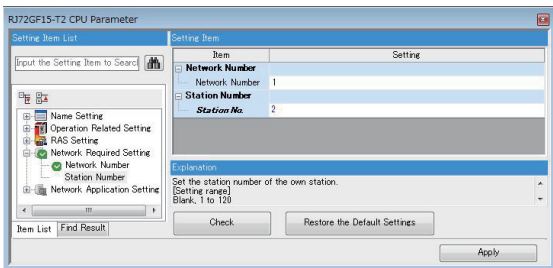 RJ72GF15-T2 CPU Parameter
Setting Item List
Input the Setting Item to Search
Name Setting
Operation Related Setting
RAS Setting
Network Required Setting
Network Number
Station Number
Network Application Setting
Item List
Find Result
Setting Item
Item Setting
Network Number
Network Number 1
Station Number
Station No. 2
Explanation
Set the station number of the own station.
[Setting range]
Blank, 1 to 120
Check
Restore the Default Settings
Apply